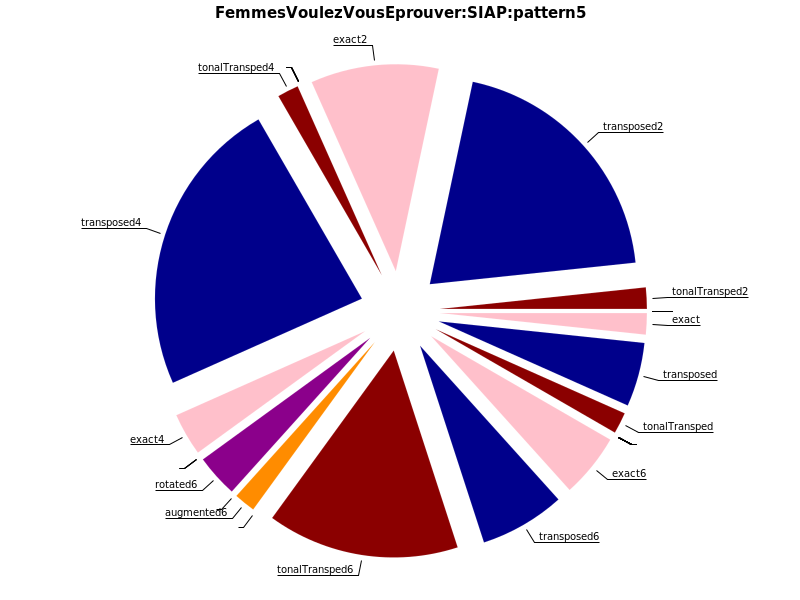 FemmesVoulezVousEprouver:SIAP:pattern5
exact2
tonalTransped4
transposed2
transposed4
tonalTransped2
exact
transposed
tonalTransped
exact4
exact6
rotated6
augmented6
transposed6
tonalTransped6